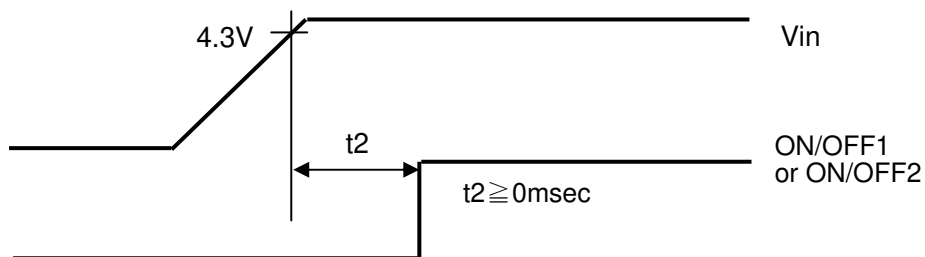 4.3V
Vin
t2
ON/OFF1
or ON/OFF2
t2≧0msec